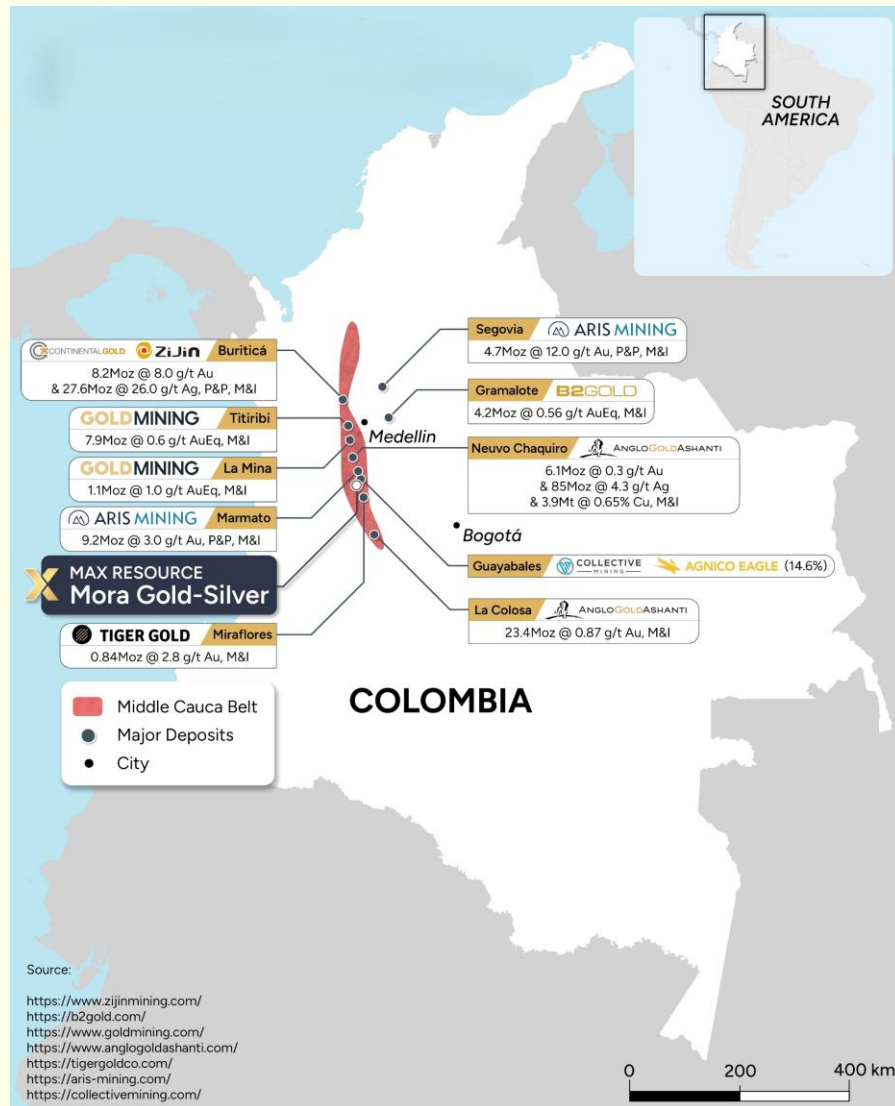 SOUTH
AMERICA
CONTINENTAL GOLD ZiJin Buriticá
8.2Moz @ 8.0 g/t Au
& 27.6Moz @ 26.0 g/t Ag, P&P, M&I
GOLDMINING Titiribi
7.9Moz @ 0.6 g/t AuEq, M&I
GOLDMINING La Mina
1.1Moz @ 1.0 g/t AuEq, M&I
ARIS MINING Marmato
9.2Moz @ 3.0 g/t Au, P&P, M&I
MAX RESOURCE
Mora Gold-Silver
TIGER GOLD Miraflores
0.84Moz @ 2.8 g/t Au, M&I
Segovia ARIS MINING
4.7Moz @ 12.0 g/t Au, P&P, M&I
Gramalote B2GOLD
4.2Moz @ 0.56 g/t AuEq, M&I
Medellin
Neuvo Chaquiro ANGLOGOLDASHANTI
6.1Moz @ 0.3 g/t Au
& 85Moz @ 4.3 g/t Ag
& 3.9Mt @ 0.65% Cu, M&I
Bogotá
Guayabales COLLECTIVE MINING AGNICO EAGLE (14.6%)
La Colosa ANGLOGOLDASHANTI
23.4Moz @ 0.87 g/t Au, M&I
COLOMBIA
Middle Cauca Belt
Major Deposits
City
Source:
https://www.zijinmining.com/
https://b2gold.com/
https://www.goldmining.com/
https://www.anglogoldashanti.com/
https://tigergoldco.com/
https://aris-mining.com/
https://collectivemining.com/
0 200 400 km